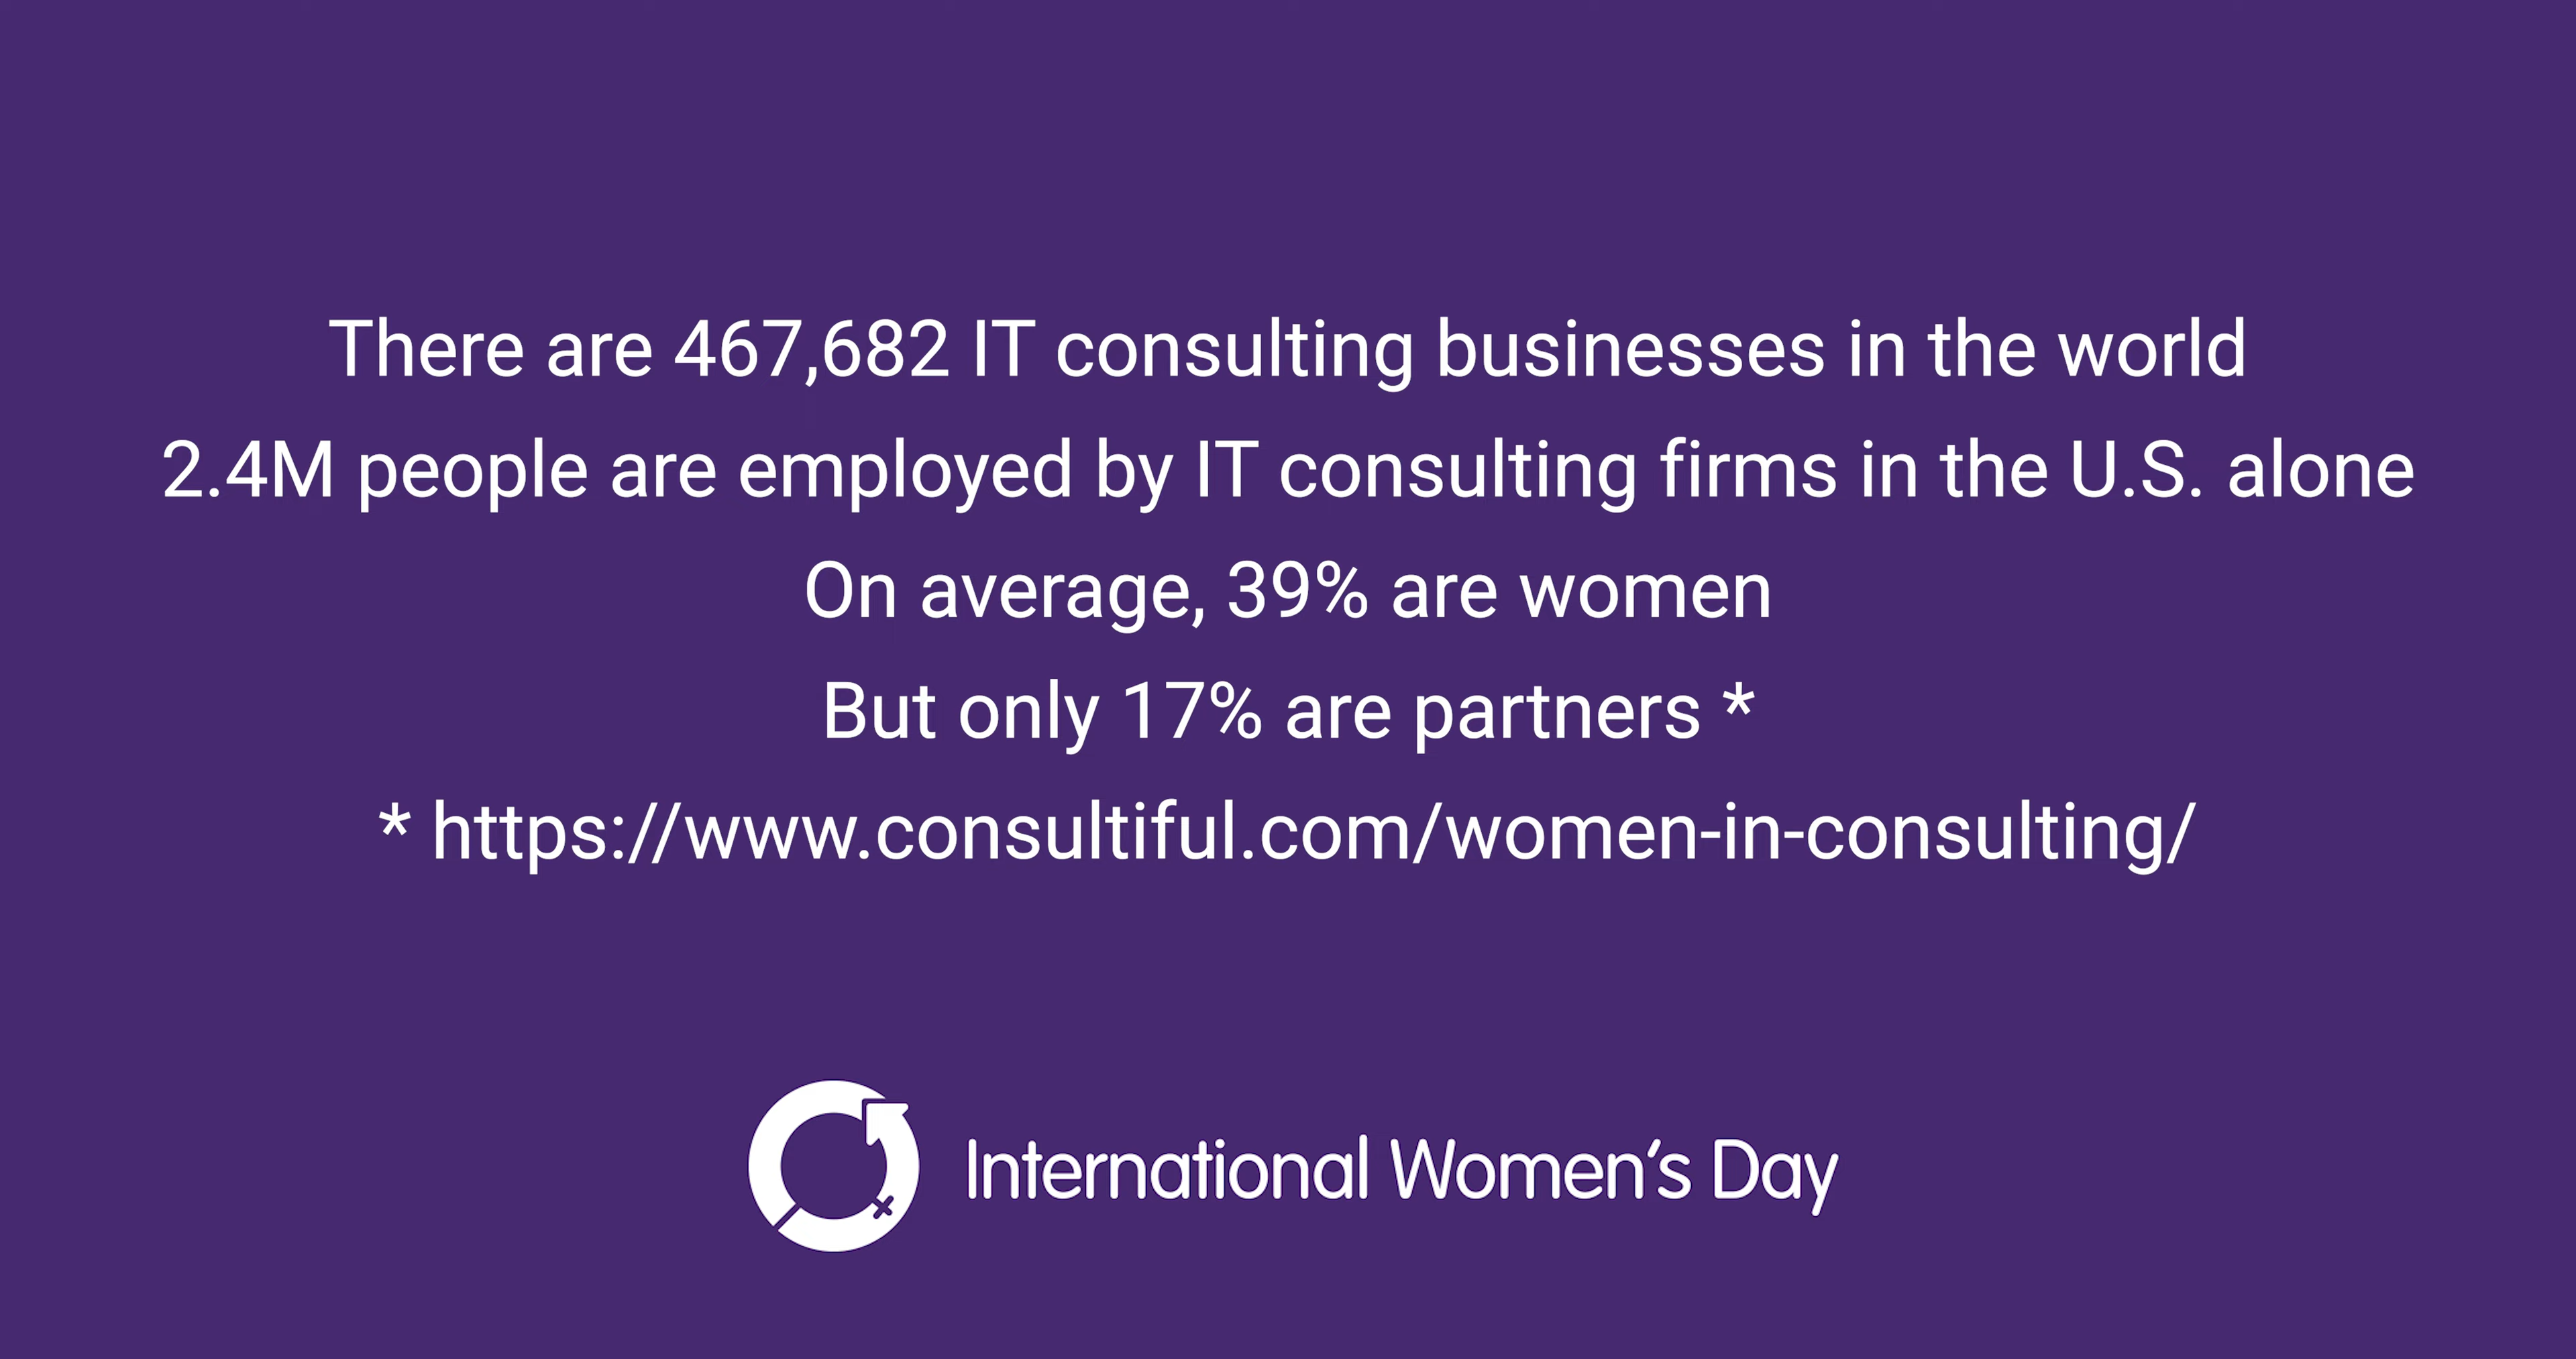 There are 467,682 IT consulting businesses in the world
2.4M people are employed by IT consulting firms in the U.S. alone
On average, 39% are women
But only 17% are partners *
* https://www.consultiful.com/women-in-consulting/
International Women's Day